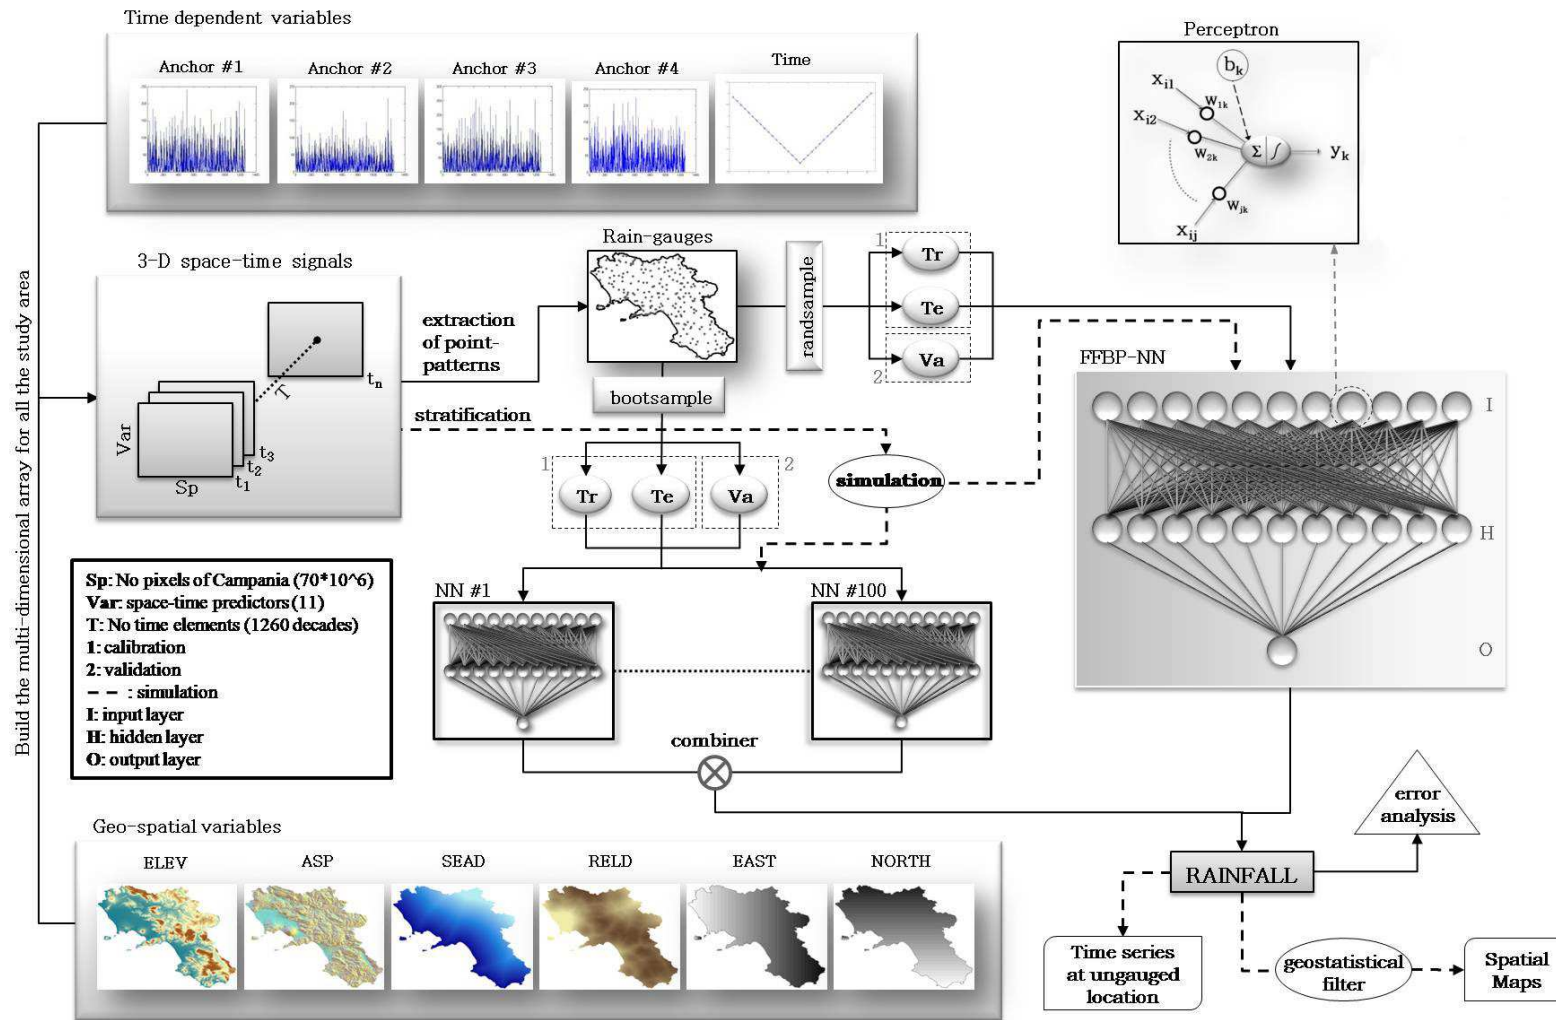 Time dependent variables
Anchor #1
Anchor #2
Anchor #3
Anchor #4
Time
Perceptron
b_k
x_i1
x_i2
x_ij
w_1k
w_2k
w_jk
Σ
∫
y_k
Build the multi-dimensional array for all the study area
3-D space-time signals
Var
Sp
T
t_1
t_2
t_3
t_n
extraction
of point-
patterns
stratification
Rain-gauges
bootsample
randsample
1
Tr
Te
Va
2
1
Tr
Te
Va
2
simulation
FFBP-NN
I
H
O
Sp: No pixels of Campania (70*10^6)
Var: space-time predictors (11)
T: No time elements (1260 decades)
1: calibration
2: validation
– – – : simulation
I: input layer
H: hidden layer
O: output layer
NN #1
NN #100
combiner
error
analysis
RAINFALL
Time series
at ungauged
location
geostatistical
filter
Spatial
Maps
Geo-spatial variables
ELEV
ASP
SEAD
RELD
EAST
NORTH